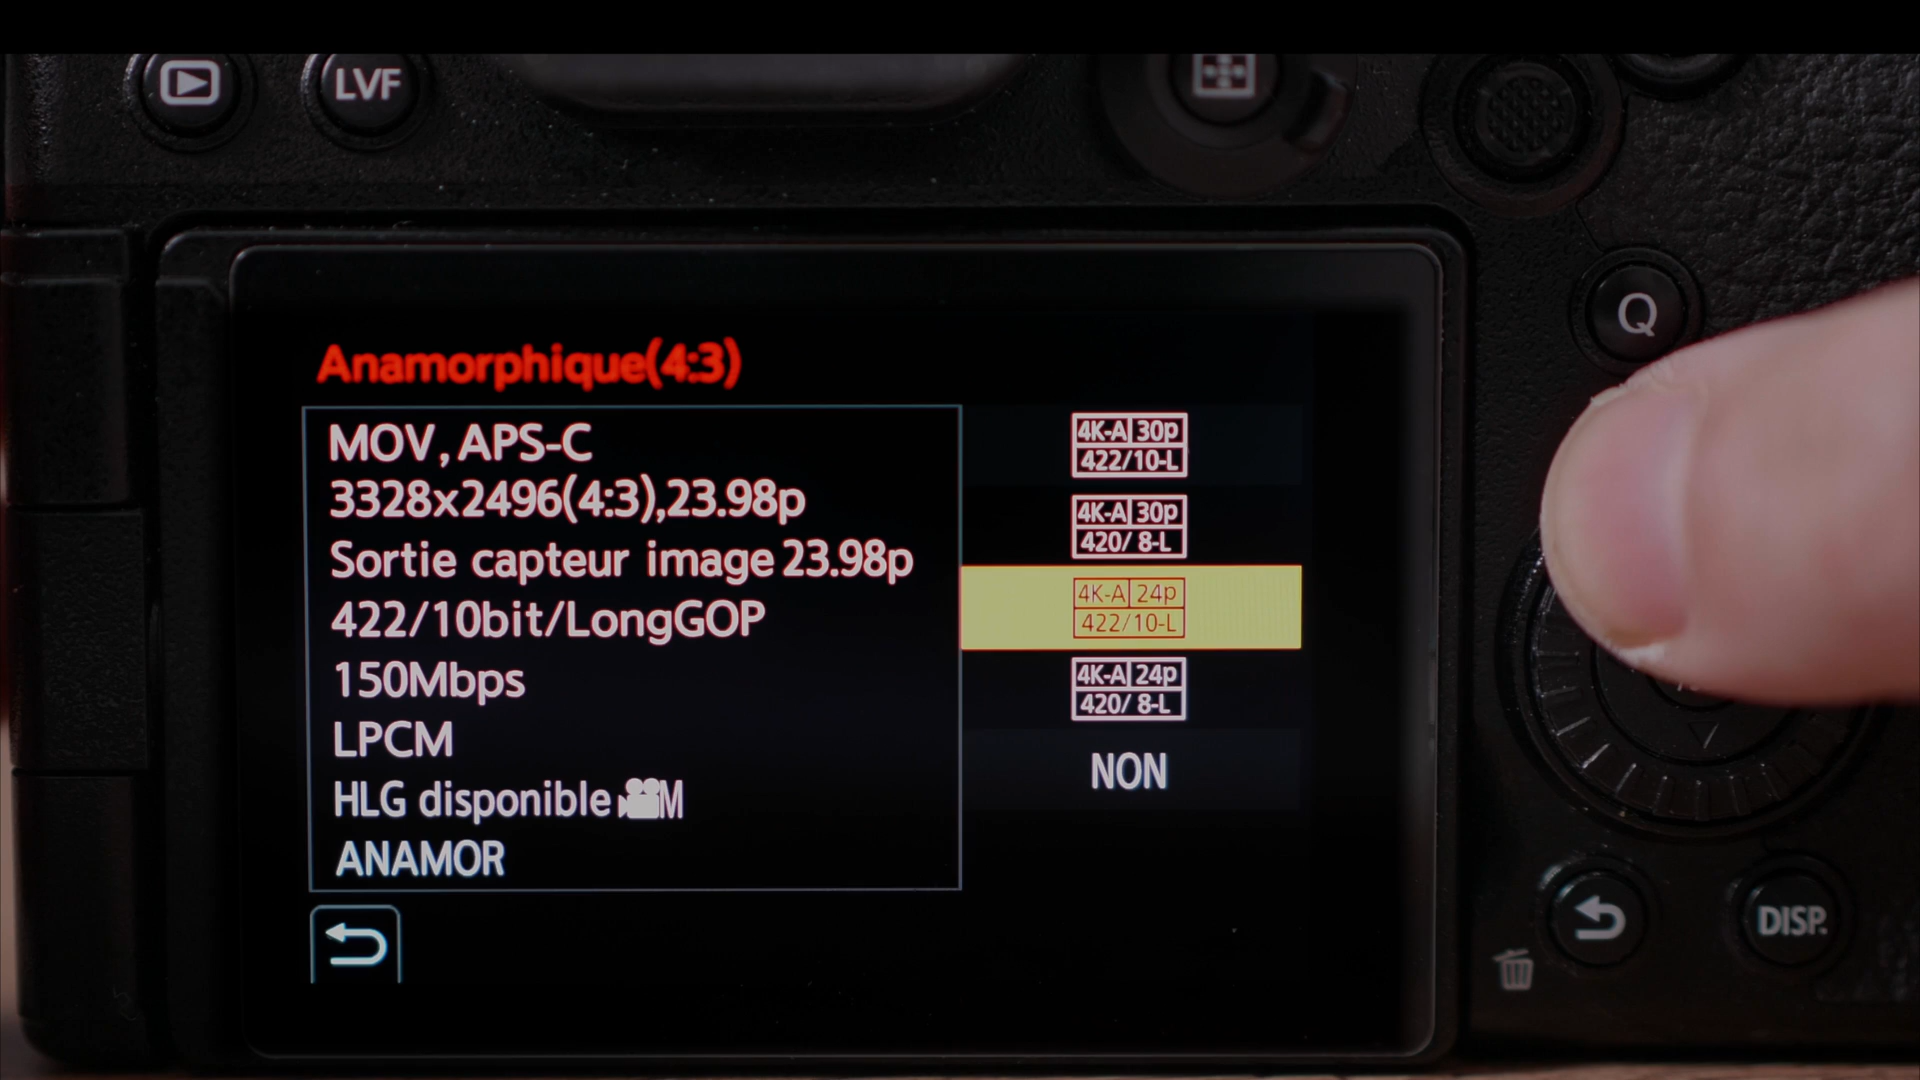 LVF
Q
Anamorphique(4:3)
MOV, APS-C
3328x2496(4:3),23.98p
Sortie capteur image 23.98p
422/10bit/LongGOP
150Mbps
LPCM
HLG disponible M
ANAMOR
4K-A 30p
422/10-L
4K-A 30p
420/ 8-L
4K-A 24p
422/10-L
4K-A 24p
420/ 8-L
NON
DISP.